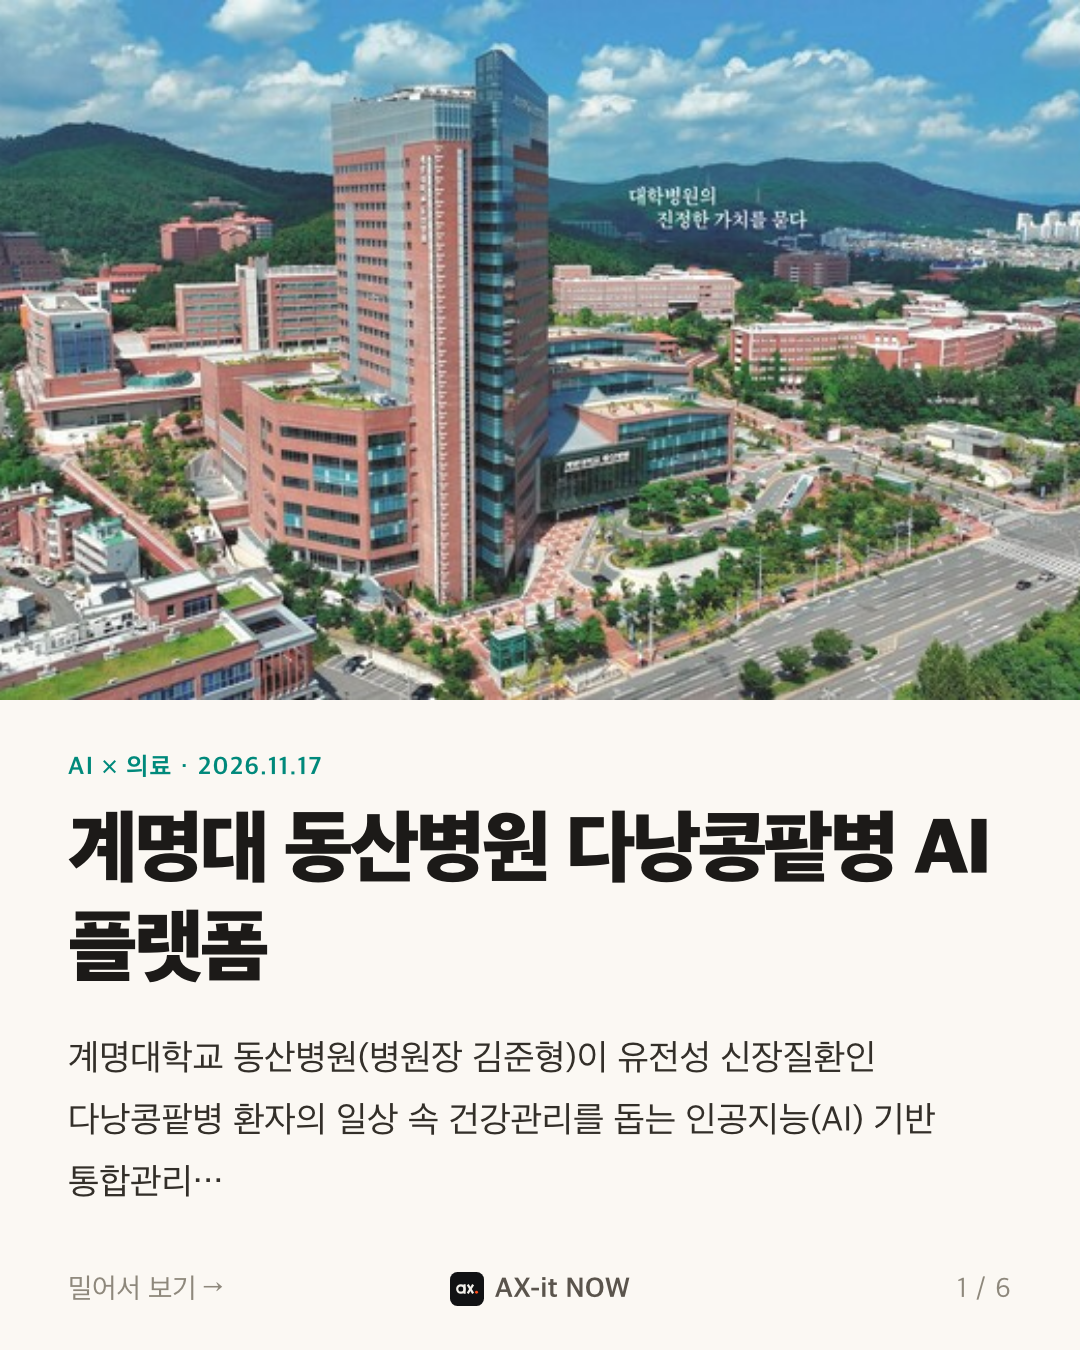 대학병원의
진정한 가치를 묻다
AI × 의료 · 2026.11.17
계명대 동산병원 다낭콩팥병 AI
플랫폼
계명대학교 동산병원(병원장 김준형)이 유전성 신장질환인
다낭콩팥병 환자의 일상 속 건강관리를 돕는 인공지능(AI) 기반
통합관리…
밀어서 보기 →
ax.
AX-it NOW
1 / 6